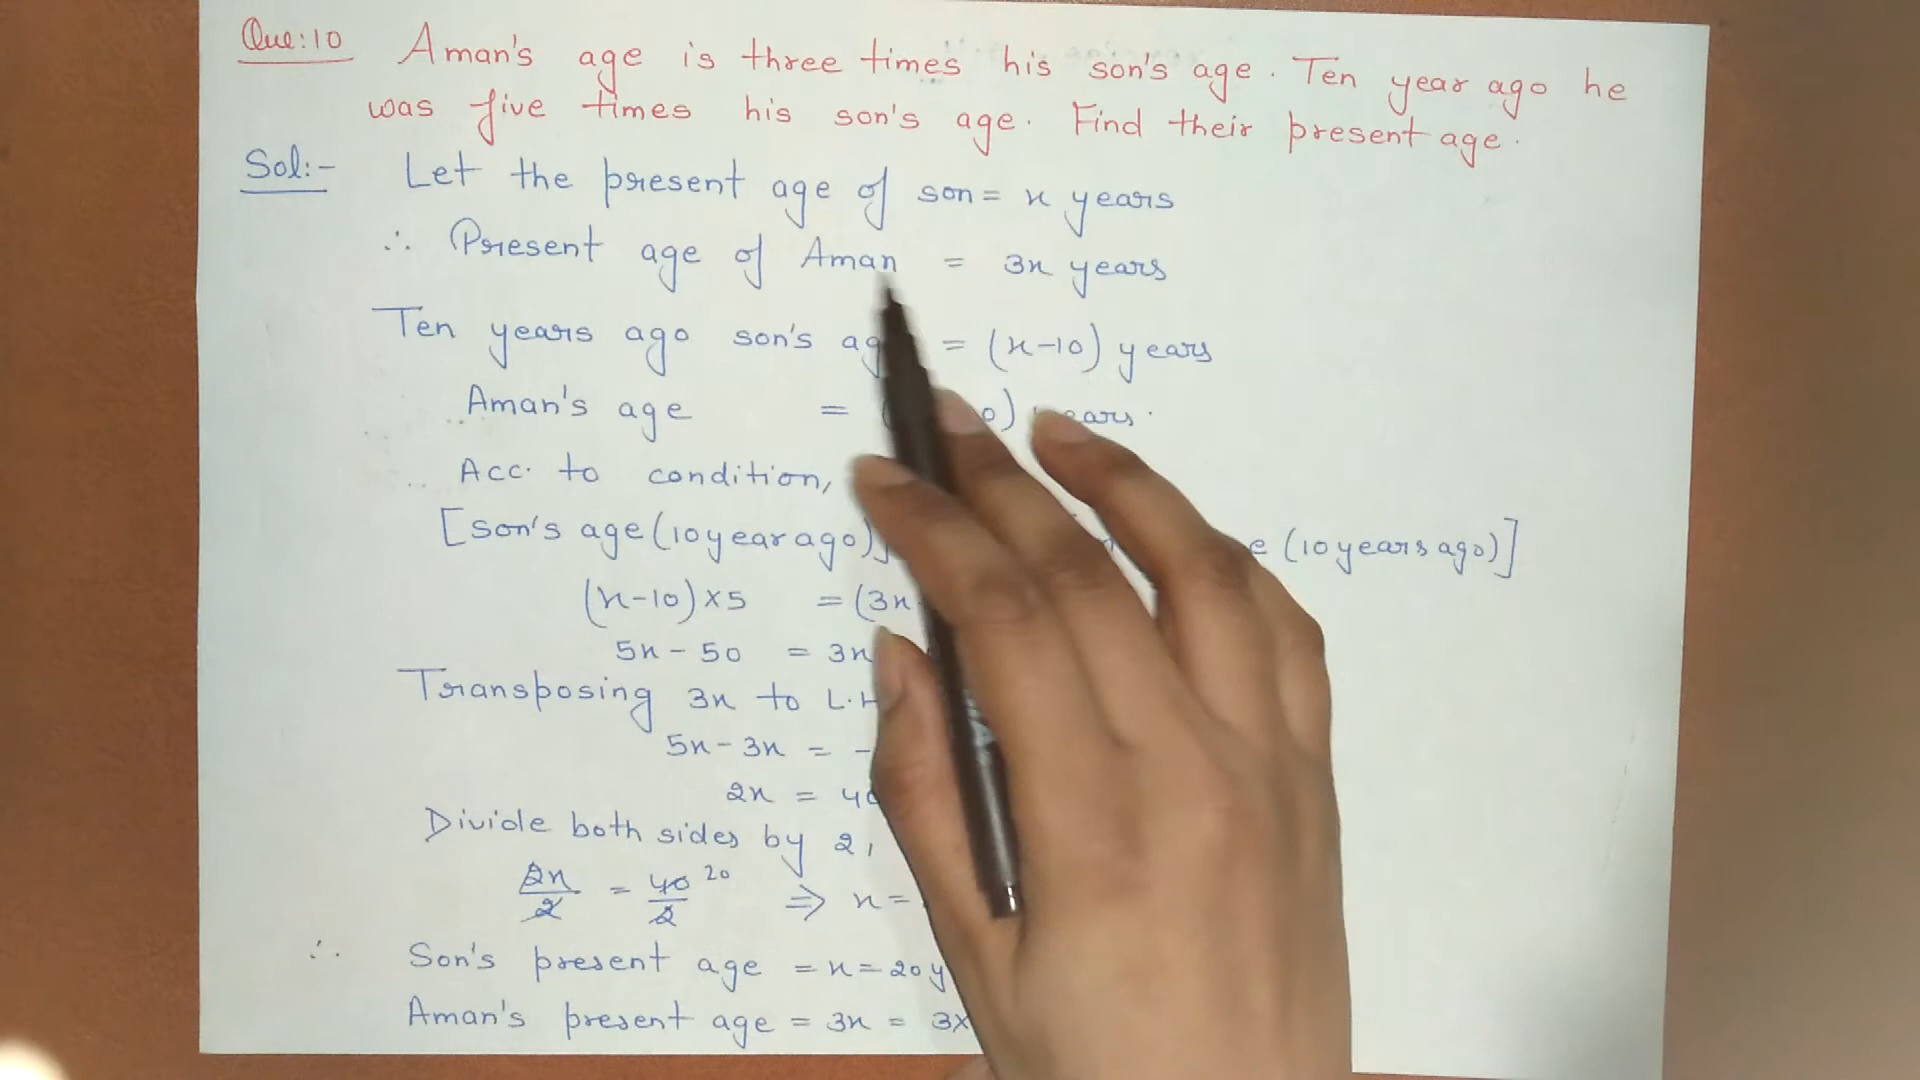 Que:10 Aman's age is three times his son's age. Ten year ago he
was five times his son's age. Find their present age.
Sol:- Let the present age of son = x years
∴ Present age of Aman = 3x years
Ten years ago son's = (x-10) years
Aman's age = 
Acc. to condition,
[son's age (10 year ago)] (10 years ago)]
(x-10)×5 = (3x
5x - 50 = 3x
Transposing 3x to L.H
5x - 3x = -
2x = 40
Divide both sides by 2,
2x/2 = 40/2 20 ⇒ x =
∴ Son's present age = x = 20 y
Aman's present age = 3x = 3×